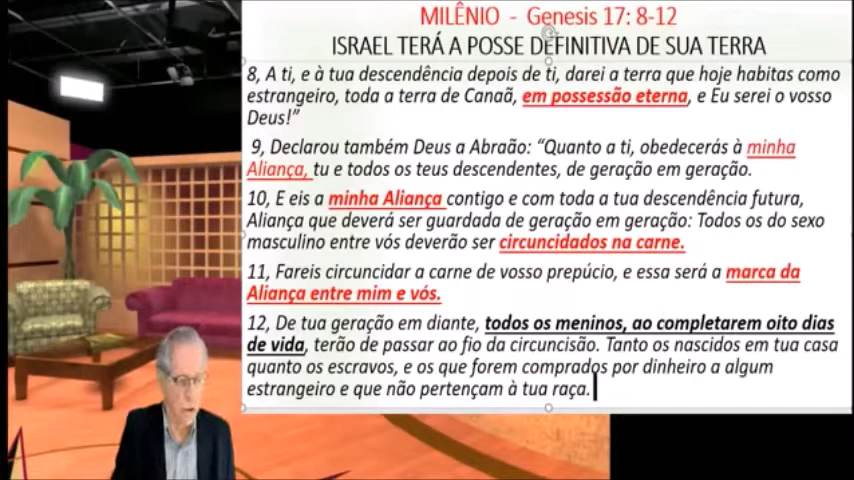 MILÊNIO - Genesis 17: 8-12
ISRAEL TERÁ A POSSE DEFINITIVA DE SUA TERRA
8, A ti, e à tua descendência depois de ti, darei a terra que hoje habitas como
estrangeiro, toda a terra de Canaã, em possessão eterna, e Eu serei o vosso
Deus!”
9, Declarou também Deus a Abraão: “Quanto a ti, obedecerás à minha
Aliança, tu e todos os teus descendentes, de geração em geração.
10, E eis a minha Aliança contigo e com toda a tua descendência futura,
Aliança que deverá ser guardada de geração em geração: Todos os do sexo
masculino entre vós deverão ser circuncidados na carne.
11, Fareis circuncidar a carne de vosso prepúcio, e essa será a marca da
Aliança entre mim e vós.
12, De tua geração em diante, todos os meninos, ao completarem oito dias
de vida, terão de passar ao fio da circuncisão. Tanto os nascidos em tua casa
quanto os escravos, e os que forem comprados por dinheiro a algum
estrangeiro e que não pertençam à tua raça.